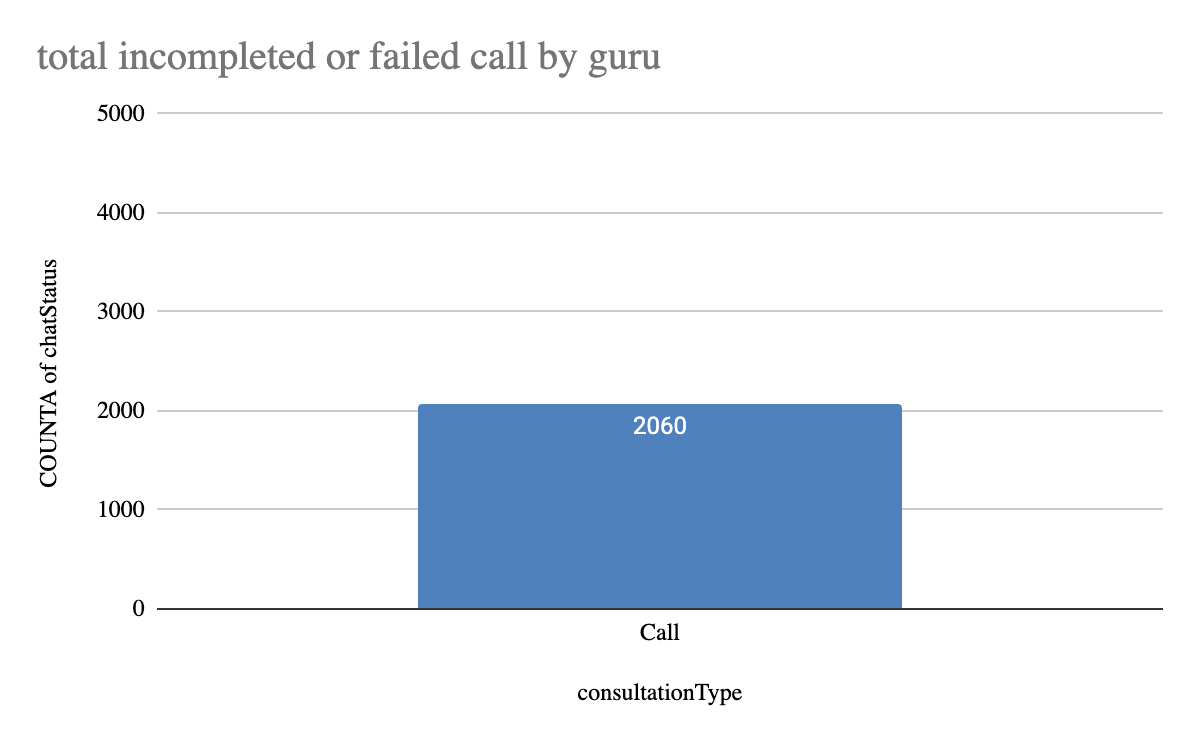 total incompleted or failed call by guru
5000
4000
3000
2000
1000
0
COUNTA of chatStatus
2060
Call
consultationType